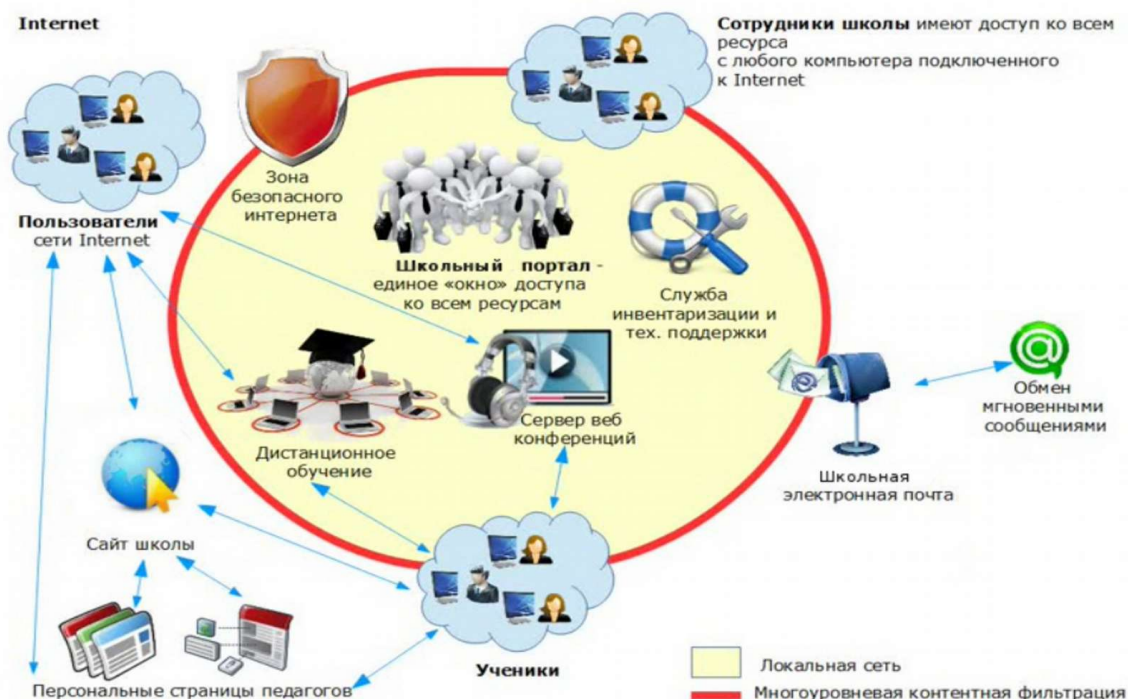 Internet
Сотрудники школы имеют доступ ко всем
ресурса
с любого компьютера подключенного
к Internet
Зона
безопасного
интернета
Пользователи
сети Internet
Школьный портал -
единое «окно» доступа
ко всем ресурсам
Служба
инвентаризации и
тех. поддержки
Обмен
мгновенными
сообщениями
Сервер веб
конференций
Дистанционное
обучение
Школьная
электронная почта
Сайт школы
Ученики
Персональные страницы педагогов
Локальная сеть
Многоуровневая контентная фильтрация